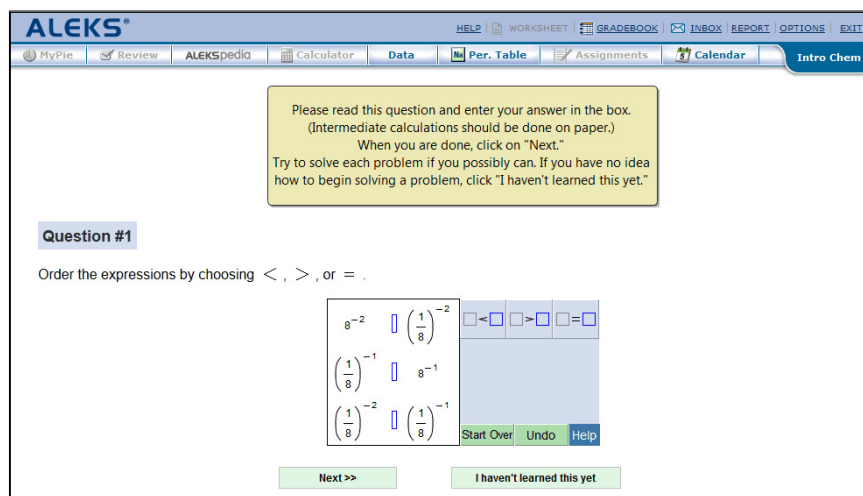 ALEKS®
HELP | WORKSHEET | GRADEBOOK | INBOX | REPORT | OPTIONS | EXIT
MyPie Review ALEKSpedia Calculator Data Na Per. Table Assignments 5 Calendar Intro Chem
Please read this question and enter your answer in the box.
(Intermediate calculations should be done on paper.)
When you are done, click on "Next."
Try to solve each problem if you possibly can. If you have no idea
how to begin solving a problem, click "I haven't learned this yet."
Question #1
Order the expressions by choosing < , > , or = .
8⁻² □ (1/8)⁻² □<□ □>□ □=□
(1/8)⁻¹ □ 8⁻¹
(1/8)⁻² □ (1/8)⁻¹
Start Over Undo Help
Next >> I haven't learned this yet